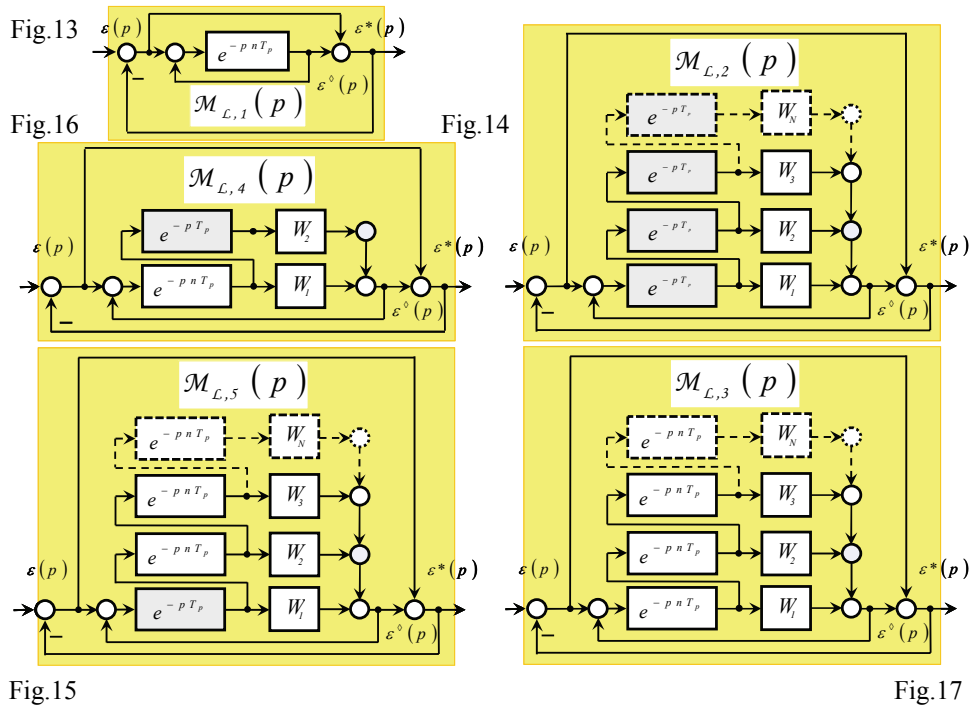 Fig.13
ε(p)
ε*(p)
e^{-p n T_p}
–
ε^◊(p)
ℳ_{ℒ,1}(p)
Fig.16
Fig.14
ℳ_{ℒ,4}(p)
e^{-p T_p}
W_2
ε(p)
ε*(p)
e^{-p n T_p}
W_1
–
ε^◊(p)
ℳ_{ℒ,2}(p)
e^{-p T_p}
W_N
e^{-p T_p}
W_3
e^{-p T_p}
W_2
ε(p)
ε*(p)
e^{-p T_p}
W_1
–
ε^◊(p)
ℳ_{ℒ,5}(p)
e^{-p n T_p}
W_N
e^{-p n T_p}
W_3
e^{-p n T_p}
W_2
ε(p)
ε*(p)
e^{-p T_p}
W_1
–
ε^◊(p)
ℳ_{ℒ,3}(p)
e^{-p n T_p}
W_N
e^{-p n T_p}
W_3
e^{-p n T_p}
W_2
ε(p)
ε*(p)
e^{-p n T_p}
W_1
–
ε^◊(p)
Fig.15
Fig.17